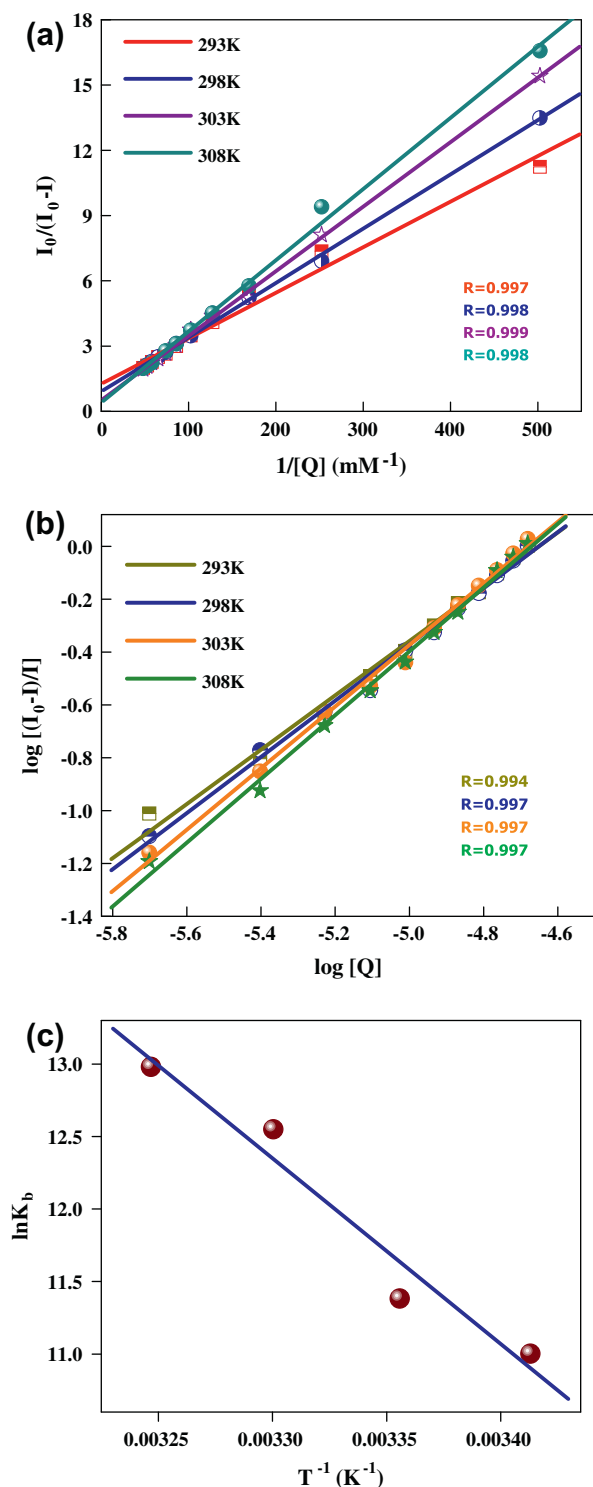 (a)
18
15
12
9
6
3
0
I₀/(I₀-I)
293K
298K
303K
308K
R=0.997
R=0.998
R=0.999
R=0.998
0 100 200 300 400 500
1/[Q] (mM⁻¹)
(b)
0.0
-0.2
-0.4
-0.6
-0.8
-1.0
-1.2
-1.4
log [(I₀-I)/I]
293K
298K
303K
308K
R=0.994
R=0.997
R=0.997
R=0.997
-5.8 -5.6 -5.4 -5.2 -5.0 -4.8 -4.6
log [Q]
(c)
13.0
12.5
12.0
11.5
11.0
lnK_b
0.00325 0.00330 0.00335 0.00340
T⁻¹ (K⁻¹)